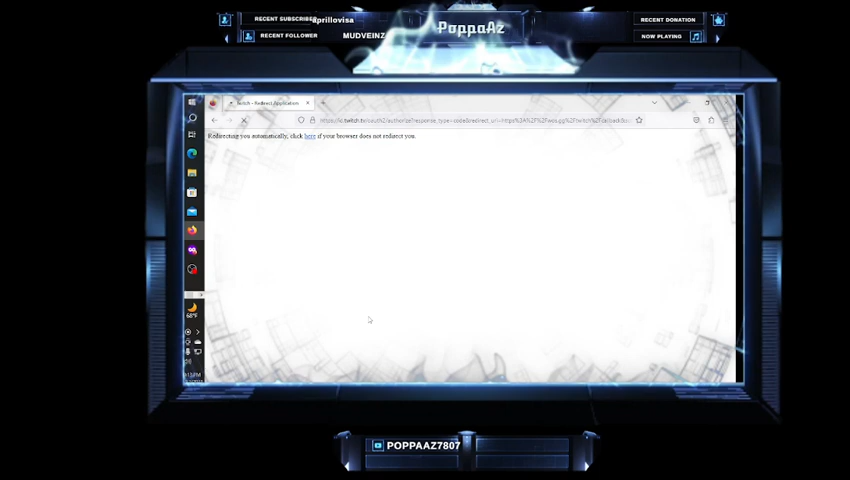 RECENT SUBSCRIBER
aprillovisa
RECENT FOLLOWER
MUDVEINZ
PoppaAz
RECENT DONATION
NOW PLAYING
Twitch - Redirect Application
Redirecting you automatically, click here if your browser does not redirect you.
68°F
POPPAAZ7807